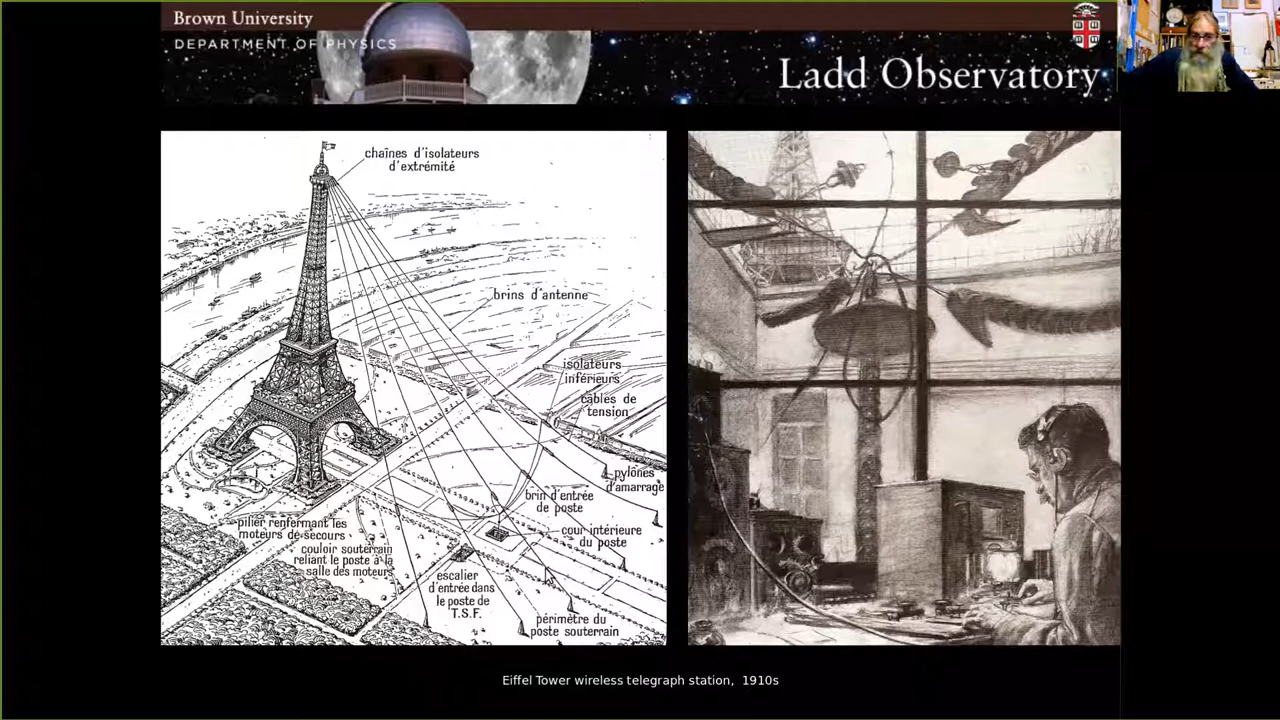 Brown University
DEPARTMENT OF PHYSICS
Ladd Observatory
chaînes d'isolateurs
d'extrémité
brins d'antenne
isolateurs
inférieurs
câbles de
tension
pylônes
d'amarrage
brin d'entrée
de poste
cour intérieure
du poste
pilier renfermant les
moteurs de secours
couloir souterrain
reliant le poste à la
salle des moteurs
escalier
d'entrée dans
le poste de
T.S.F.
périmètre du
poste souterrain
Eiffel Tower wireless telegraph station, 1910s